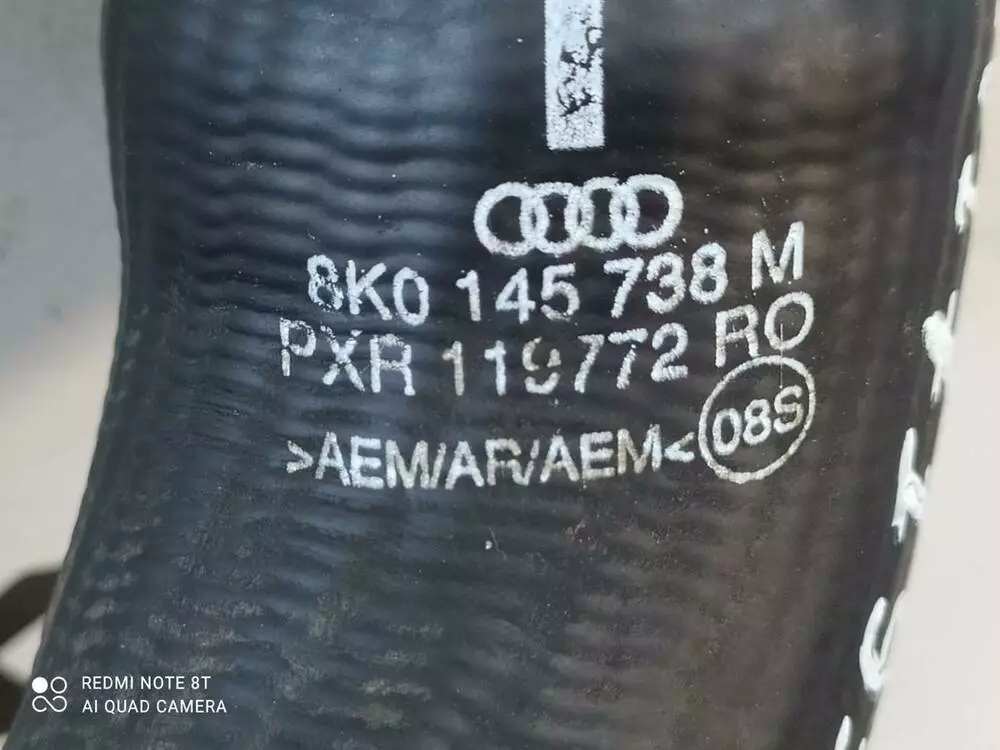 8K0 145 738 M
PXR 119772 RO
>AEM/AR/AEM<
08S
REDMI NOTE 8T
AI QUAD CAMERA